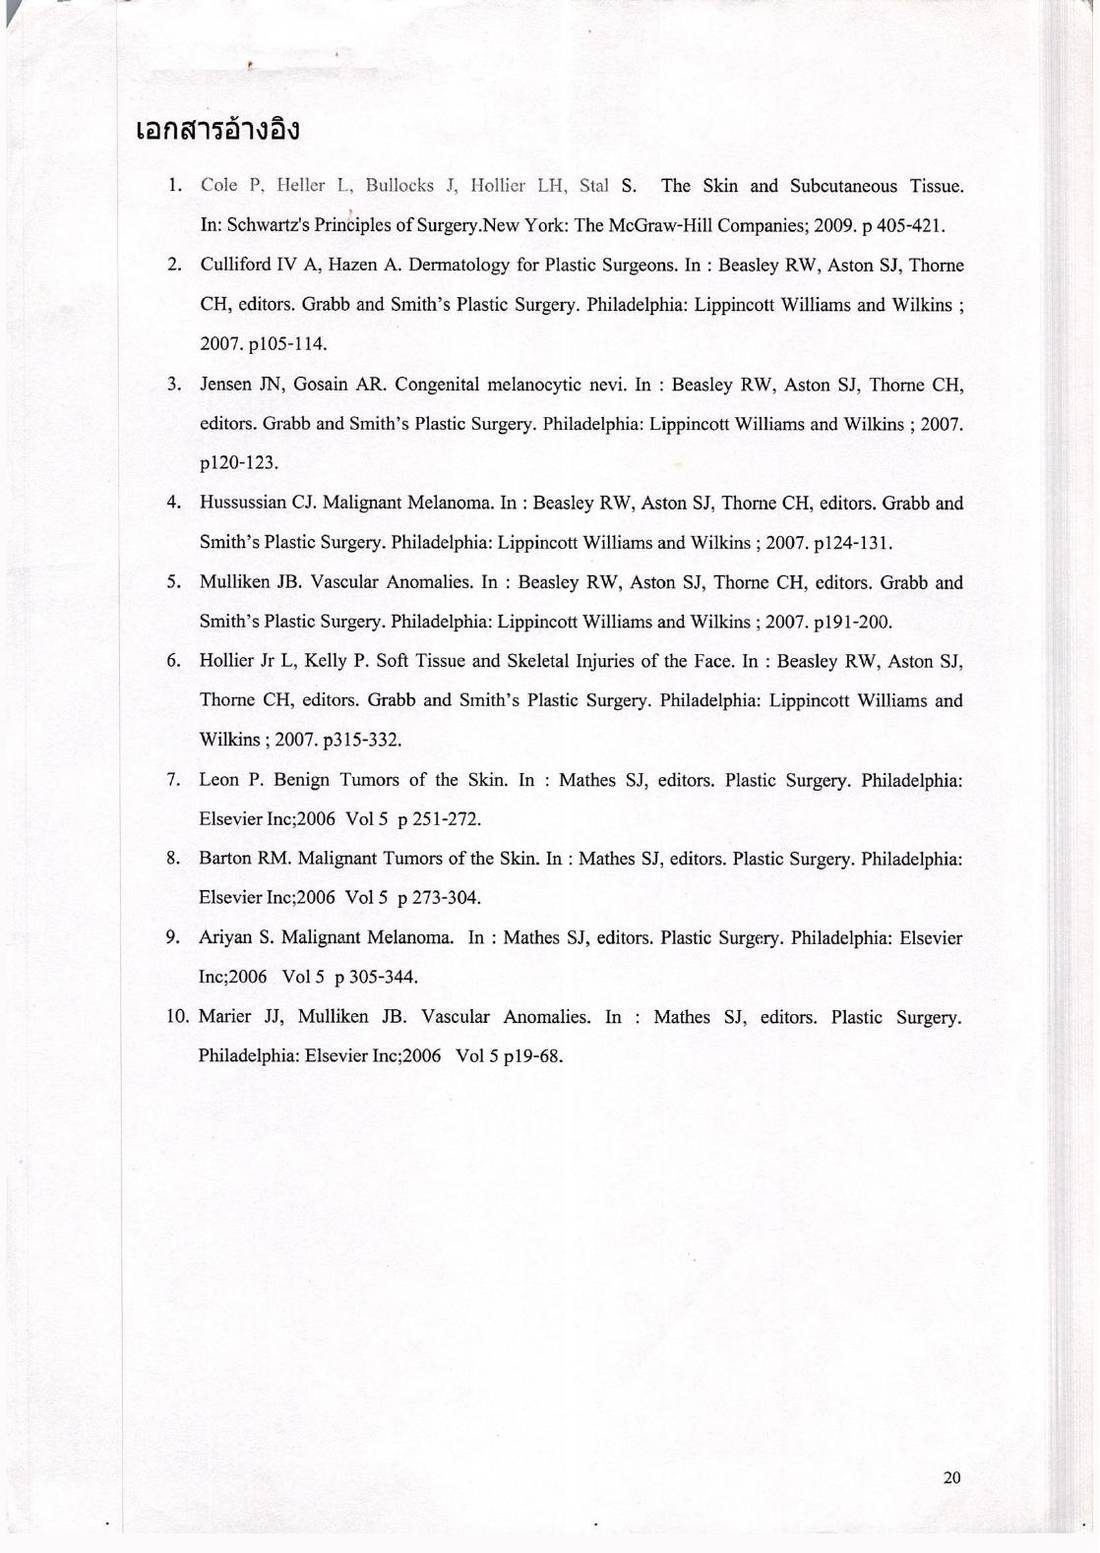 เอกสารอ้างอิง
1. Cole P, Heller L, Bullocks J, Hollier LH, Stal S. The Skin and Subcutaneous Tissue.
In: Schwartz's Principles of Surgery.New York: The McGraw-Hill Companies; 2009. p 405-421.
2. Culliford IV A, Hazen A. Dermatology for Plastic Surgeons. In : Beasley RW, Aston SJ, Thorne
CH, editors. Grabb and Smith’s Plastic Surgery. Philadelphia: Lippincott Williams and Wilkins ;
2007. p105-114.
3. Jensen JN, Gosain AR. Congenital melanocytic nevi. In : Beasley RW, Aston SJ, Thorne CH,
editors. Grabb and Smith’s Plastic Surgery. Philadelphia: Lippincott Williams and Wilkins ; 2007.
p120-123.
4. Hussussian CJ. Malignant Melanoma. In : Beasley RW, Aston SJ, Thorne CH, editors. Grabb and
Smith’s Plastic Surgery. Philadelphia: Lippincott Williams and Wilkins ; 2007. p124-131.
5. Mulliken JB. Vascular Anomalies. In : Beasley RW, Aston SJ, Thorne CH, editors. Grabb and
Smith’s Plastic Surgery. Philadelphia: Lippincott Williams and Wilkins ; 2007. p191-200.
6. Hollier Jr L, Kelly P. Soft Tissue and Skeletal Injuries of the Face. In : Beasley RW, Aston SJ,
Thorne CH, editors. Grabb and Smith’s Plastic Surgery. Philadelphia: Lippincott Williams and
Wilkins ; 2007. p315-332.
7. Leon P. Benign Tumors of the Skin. In : Mathes SJ, editors. Plastic Surgery. Philadelphia:
Elsevier Inc;2006 Vol 5 p 251-272.
8. Barton RM. Malignant Tumors of the Skin. In : Mathes SJ, editors. Plastic Surgery. Philadelphia:
Elsevier Inc;2006 Vol 5 p 273-304.
9. Ariyan S. Malignant Melanoma. In : Mathes SJ, editors. Plastic Surgery. Philadelphia: Elsevier
Inc;2006 Vol 5 p 305-344.
10. Marier JJ, Mulliken JB. Vascular Anomalies. In : Mathes SJ, editors. Plastic Surgery.
Philadelphia: Elsevier Inc;2006 Vol 5 p19-68.
20